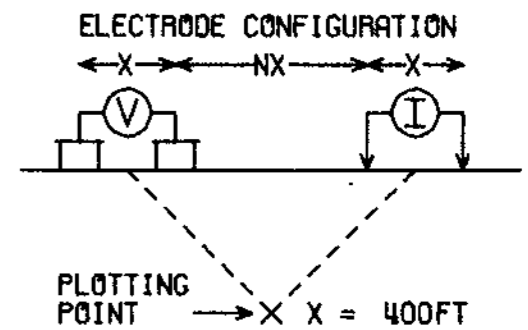 ELECTRODE CONFIGURATION
X NX X
V I
PLOTTING
POINT X X = 400FT